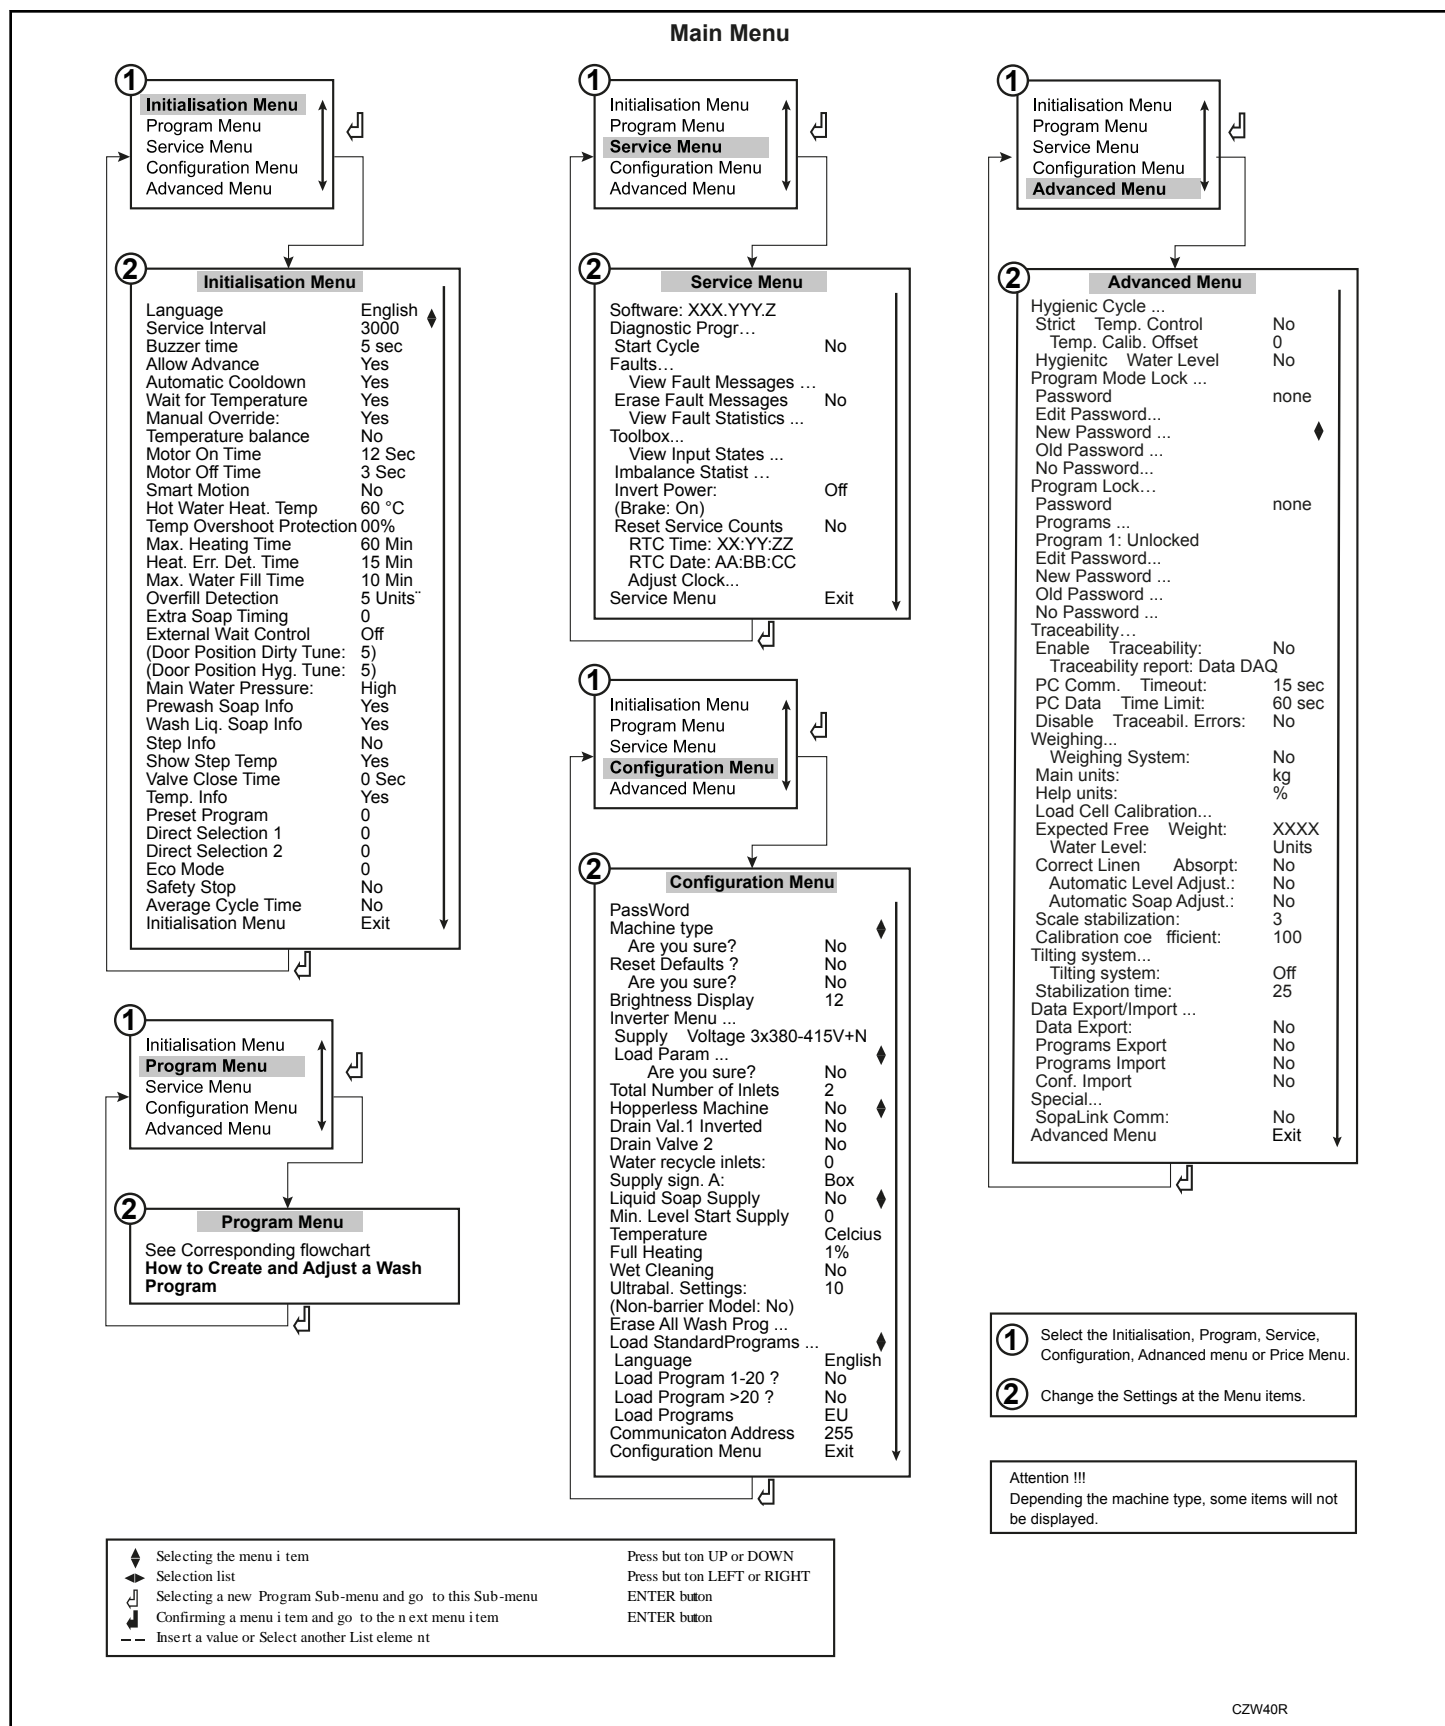 Main Menu
1
Initialisation Menu
Program Menu
Service Menu
Configuration Menu
Advanced Menu
2
Initialisation Menu
Language English
Service Interval 3000
Buzzer time 5 sec
Allow Advance Yes
Automatic Cooldown Yes
Wait for Temperature Yes
Manual Override: Yes
Temperature balance No
Motor On Time 12 Sec
Motor Off Time 3 Sec
Smart Motion No
Hot Water Heat. Temp 60 °C
Temp Overshoot Protection 00%
Max. Heating Time 60 Min
Heat. Err. Det. Time 15 Min
Max. Water Fill Time 10 Min
Overfill Detection 5 Units¨
Extra Soap Timing 0
External Wait Control Off
(Door Position Dirty Tune: 5)
(Door Position Hyg. Tune: 5)
Main Water Pressure: High
Prewash Soap Info Yes
Wash Liq. Soap Info Yes
Step Info No
Show Step Temp Yes
Valve Close Time 0 Sec
Temp. Info Yes
Preset Program 0
Direct Selection 1 0
Direct Selection 2 0
Eco Mode 0
Safety Stop No
Average Cycle Time No
Initialisation Menu Exit
1
Initialisation Menu
Program Menu
Service Menu
Configuration Menu
Advanced Menu
2
Program Menu
See Corresponding flowchart
How to Create and Adjust a Wash
Program
1
Initialisation Menu
Program Menu
Service Menu
Configuration Menu
Advanced Menu
2
Service Menu
Software: XXX.YYY.Z
Diagnostic Progr…
Start Cycle No
Faults…
View Fault Messages …
Erase Fault Messages No
View Fault Statistics ...
Toolbox...
View Input States ...
Imbalance Statist …
Invert Power: Off
(Brake: On)
Reset Service Counts No
RTC Time: XX:YY:ZZ
RTC Date: AA:BB:CC
Adjust Clock...
Service Menu Exit
1
Initialisation Menu
Program Menu
Service Menu
Configuration Menu
Advanced Menu
2
Configuration Menu
PassWord
Machine type
Are you sure? No
Reset Defaults ? No
Are you sure? No
Brightness Display 12
Inverter Menu ...
Supply Voltage 3x380-415V+N
Load Param ...
Are you sure? No
Total Number of Inlets 2
Hopperless Machine No
Drain Val.1 Inverted No
Drain Valve 2 No
Water recycle inlets: 0
Supply sign. A: Box
Liquid Soap Supply No
Min. Level Start Supply 0
Temperature Celcius
Full Heating 1%
Wet Cleaning No
Ultrabal. Settings: 10
(Non-barrier Model: No)
Erase All Wash Prog ...
Load StandardPrograms ...
Language English
Load Program 1-20 ? No
Load Program >20 ? No
Load Programs EU
Communicaton Address 255
Configuration Menu Exit
1
Initialisation Menu
Program Menu
Service Menu
Configuration Menu
Advanced Menu
2
Advanced Menu
Hygienic Cycle ...
Strict Temp. Control No
Temp. Calib. Offset 0
Hygienitc Water Level No
Program Mode Lock ...
Password none
Edit Password...
New Password ...
Old Password ...
No Password...
Program Lock…
Password none
Programs ...
Program 1: Unlocked
Edit Password...
New Password ...
Old Password ...
No Password ...
Traceability…
Enable Traceability: No
Traceability report: Data DAQ
PC Comm. Timeout: 15 sec
PC Data Time Limit: 60 sec
Disable Traceabil. Errors: No
Weighing...
Weighing System: No
Main units: kg
Help units: %
Load Cell Calibration...
Expected Free Weight: XXXX
Water Level: Units
Correct Linen Absorpt: No
Automatic Level Adjust.: No
Automatic Soap Adjust.: No
Scale stabilization: 3
Calibration coe fficient: 100
Tilting system...
Tilting system: Off
Stabilization time: 25
Data Export/Import ...
Data Export: No
Programs Export No
Programs Import No
Conf. Import No
Special...
SopaLink Comm: No
Advanced Menu Exit
1 Select the Initialisation, Program, Service,
Configuration, Adnanced menu or Price Menu.
2 Change the Settings at the Menu items.
Attention !!!
Depending the machine type, some items will not
be displayed.
Selecting the menu i tem Press but ton UP or DOWN
Selection list Press but ton LEFT or RIGHT
Selecting a new Program Sub-menu and go to this Sub-menu ENTER button
Confirming a menu i tem and go to the n ext menu item ENTER button
Insert a value or Select another List eleme nt
CZW40R